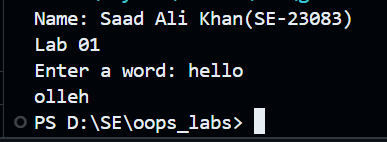 Name: Saad Ali Khan(SE-23083)
Lab 01
Enter a word: hello
olleh
PS D:\SE\oops_labs>